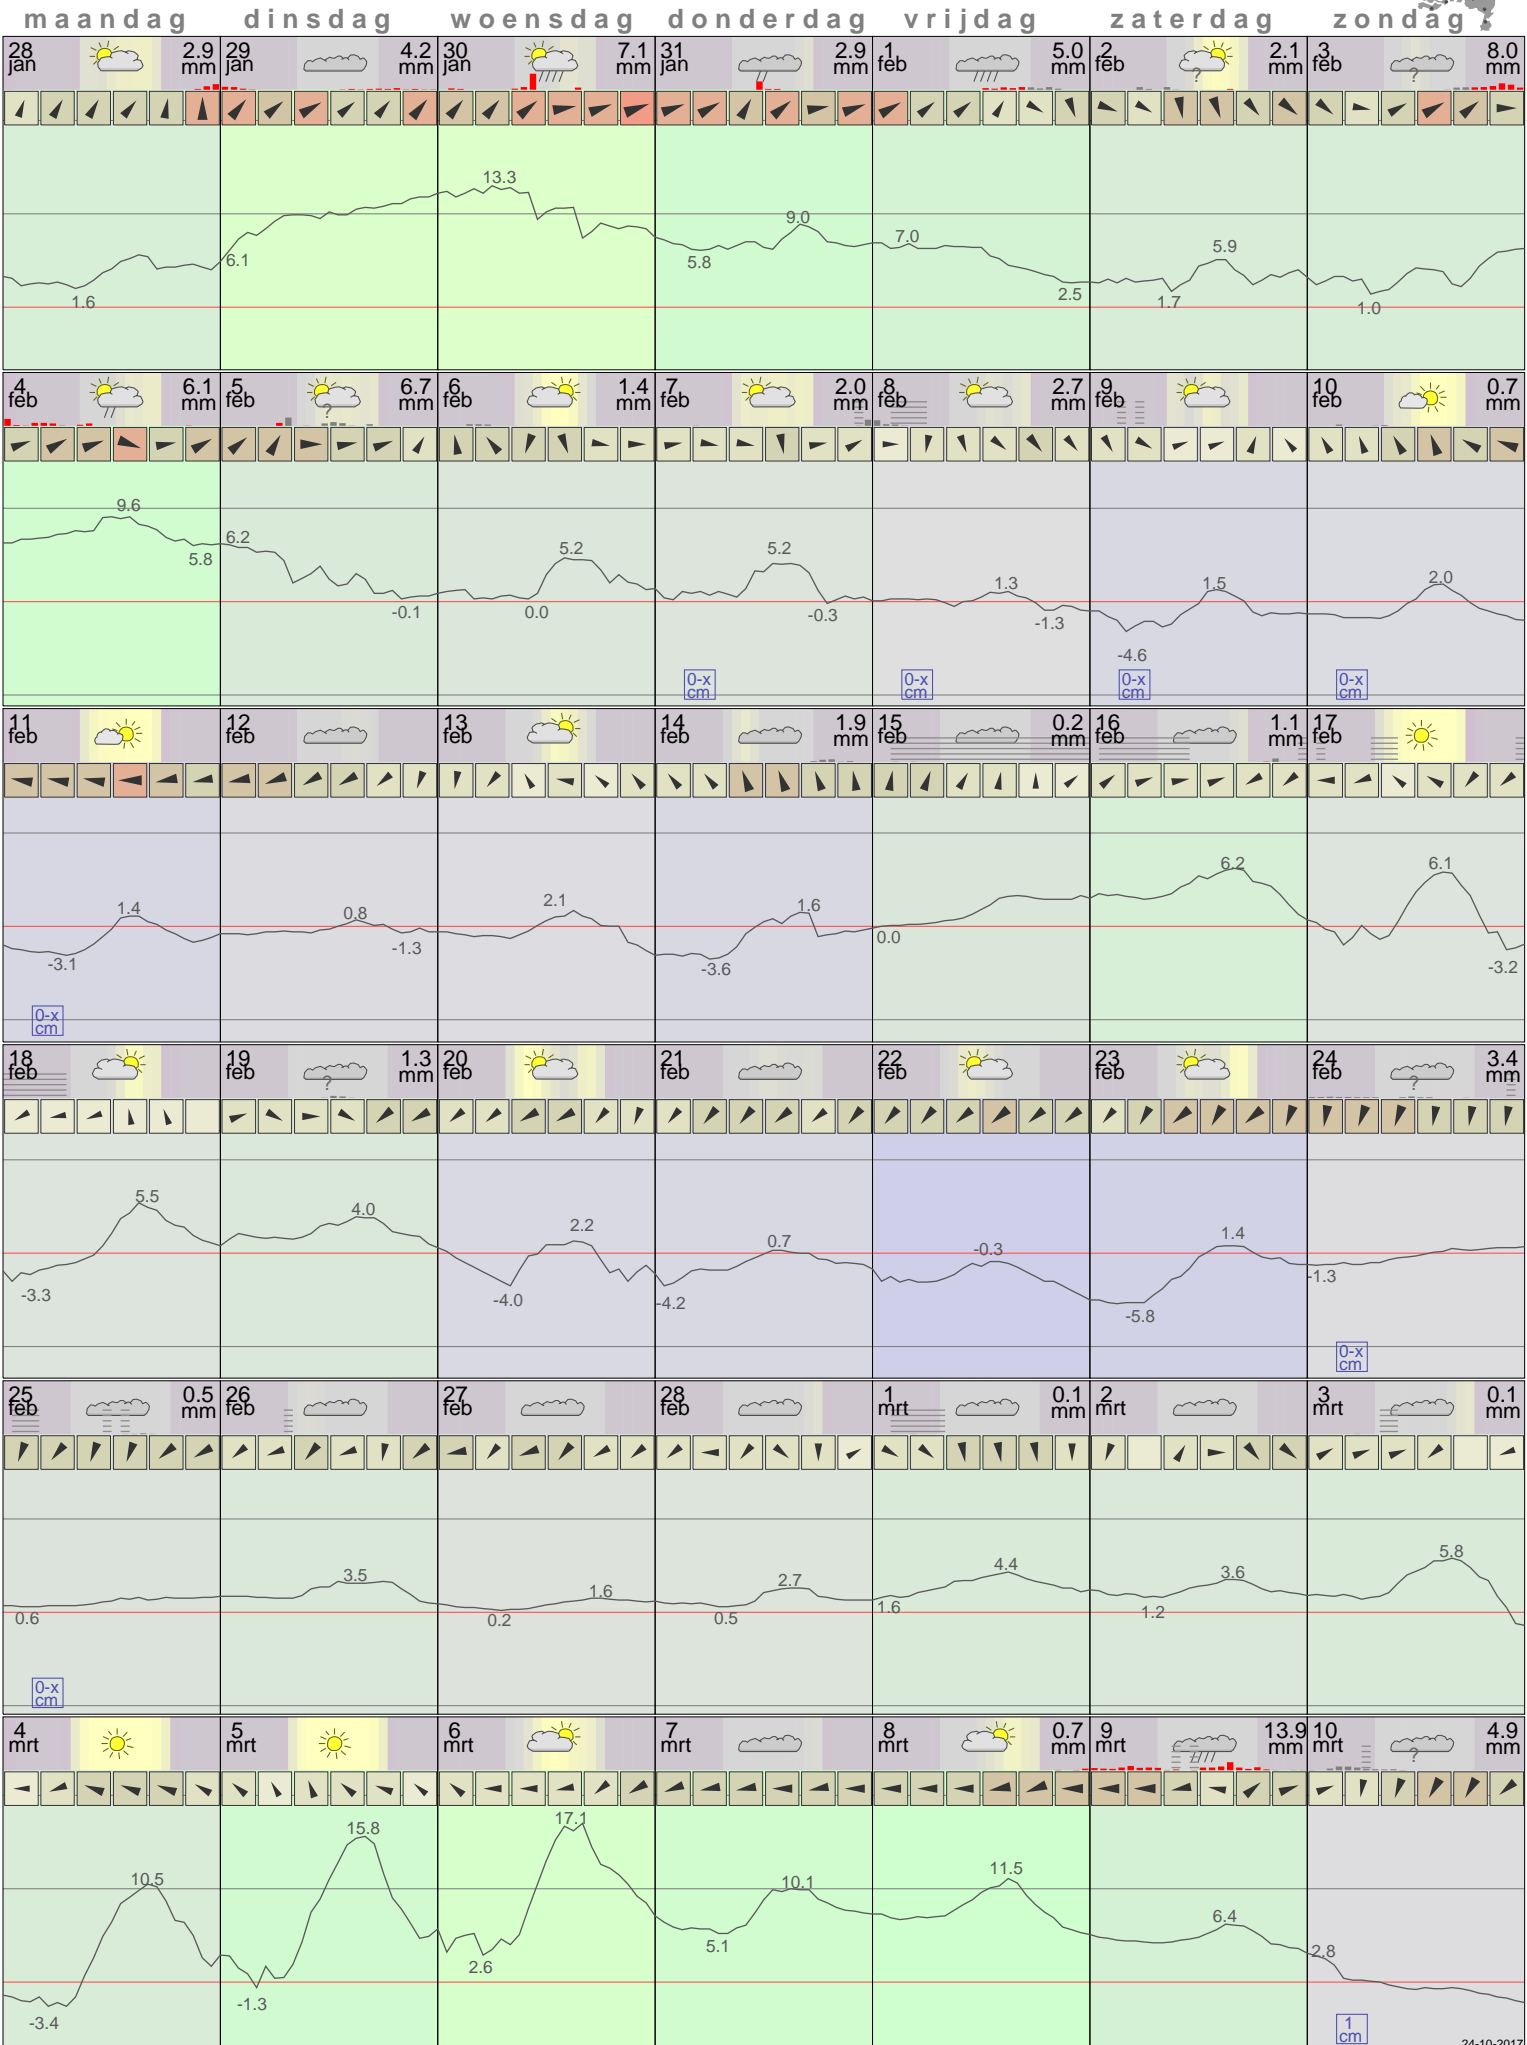 maandag dinsdag woensdag donderdag vrijdag zaterdag zondag
28 2.9 29 4.2 30 7.1 31 2.9 1 5.0 2 2.1 3 8.0
jan mm jan mm jan mm jan mm feb mm feb mm feb mm
? ?
13.3
9.0
7.0
5.9
6.1 5.8
2.5
1.6 1.7 1.0
4 6.1 5 6.7 6 1.4 7 2.0 8 2.7 9 10 0.7
feb mm feb mm feb mm feb mm feb mm feb feb mm
?
9.6
6.2
5.8 5.2 5.2
1.3 1.5 2.0
-0.1 0.0 -0.3 -1.3
-4.6
0-x 0-x 0-x 0-x
cm cm cm cm
11 12 13 14 1.9 15 0.2 16 1.1 17
feb feb feb feb mm feb mm feb mm feb
6.2 6.1
1.4 0.8 2.1 1.6
0.0
-3.1 -1.3 -3.6 -3.2
0-x
cm
18 19 1.3 20 21 22 23 24 3.4
feb feb mm feb feb feb feb feb mm
? ?
5.5 4.0
2.2 0.7 -0.3 1.4
-3.3 -4.0 -4.2 -5.8 -1.3
0-x
cm
25 0.5 26 27 28 1 0.1 2 3 0.1
feb mm feb feb feb mrt mm mrt mrt mm
5.8
4.4
3.5 1.6 2.7 3.6
0.6 0.2 0.5 1.6 1.2
0-x
cm
4 5 6 7 8 0.7 9 13.9 10 4.9
mrt mrt mrt mrt mrt mm mrt mm mrt mm
?
17.1
15.8
10.5 10.1 11.5
6.4
2.6 5.1 2.8
-3.4 -1.3
1
cm
24-10-2017